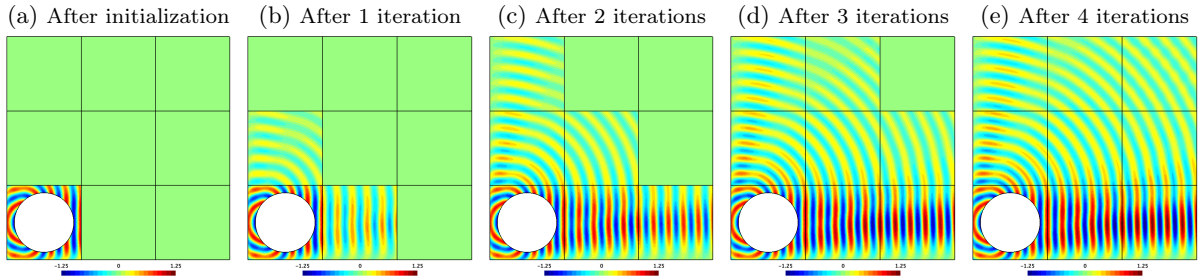 (a) After initialization (b) After 1 iteration (c) After 2 iterations (d) After 3 iterations (e) After 4 iterations
-1.25 0 1.25 -1.25 0 1.25 -1.25 0 1.25 -1.25 0 1.25 -1.25 0 1.25